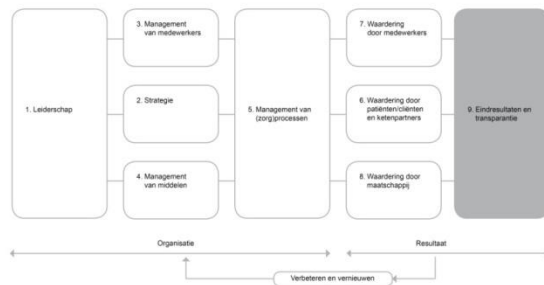 3. Management
van medewerkers
7. Waardering
door medewerkers
1. Leiderschap
2. Strategie
5. Management van
(zorg)processen
6. Waardering door
patiënten/cliënten
en ketenpartners
9. Eindresultaten en
transparantie
4. Management
van middelen
8. Waardering door
maatschappij
Organisatie
Resultaat
Verbeteren en vernieuwen